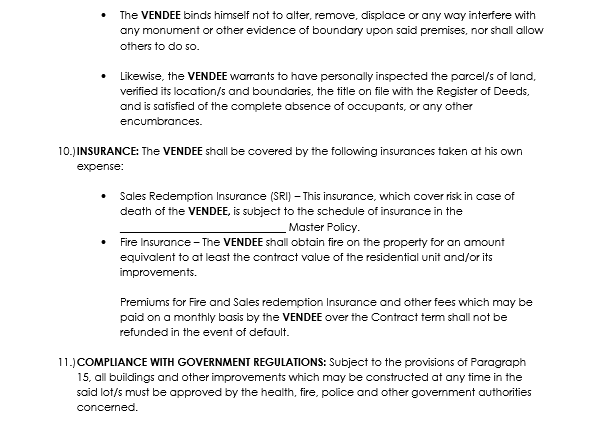 • The VENDEE binds himself not to alter, remove, displace or any way interfere with
any monument or other evidence of boundary upon said premises, nor shall allow
others to do so.
• Likewise, the VENDEE warrants to have personally inspected the parcel/s of land,
verified its location/s and boundaries, the title on file with the Register of Deeds,
and is satisfied of the complete absence of occupants, or any other
encumbrances.
10.) INSURANCE: The VENDEE shall be covered by the following insurances taken at his own
expense:
• Sales Redemption Insurance (SRI) – This insurance, which cover risk in case of
death of the VENDEE, is subject to the schedule of insurance in the
______________________________ Master Policy.
• Fire Insurance – The VENDEE shall obtain fire on the property for an amount
equivalent to at least the contract value of the residential unit and/or its
improvements.
Premiums for Fire and Sales redemption Insurance and other fees which may be
paid on a monthly basis by the VENDEE over the Contract term shall not be
refunded in the event of default.
11.) COMPLIANCE WITH GOVERNMENT REGULATIONS: Subject to the provisions of Paragraph
15, all buildings and other improvements which may be constructed at any time in the
said lot/s must be approved by the health, fire, police and other government authorities
concerned.